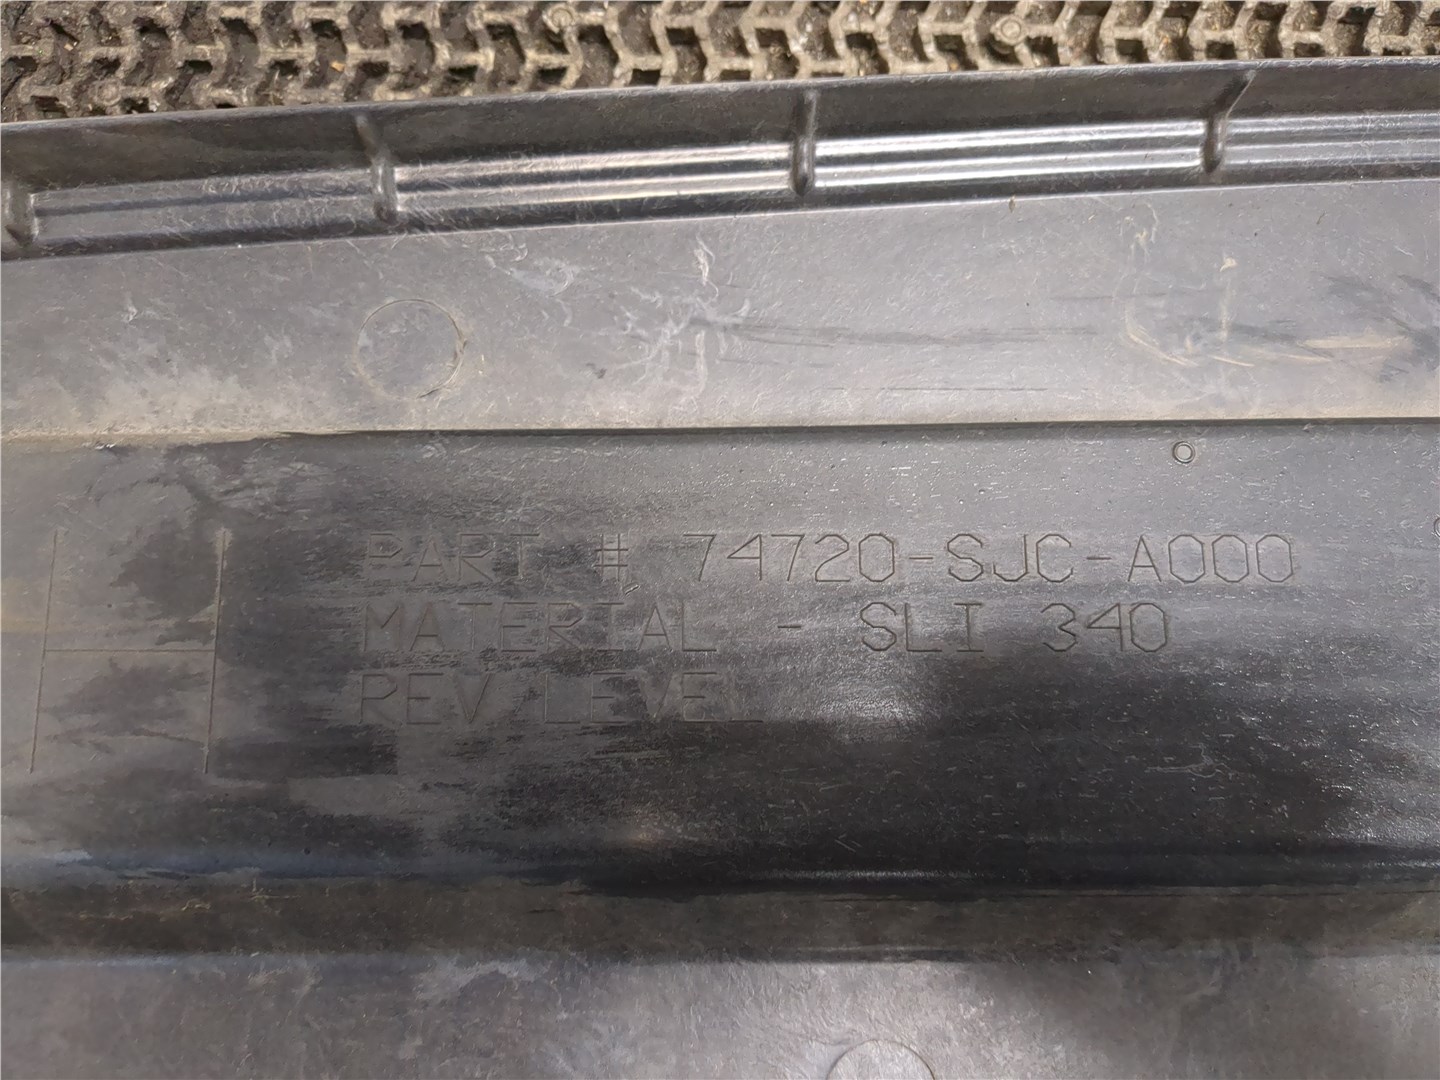 PART # 74720-SJC-A000
MATERIAL - SLI 340
REV LEVEL